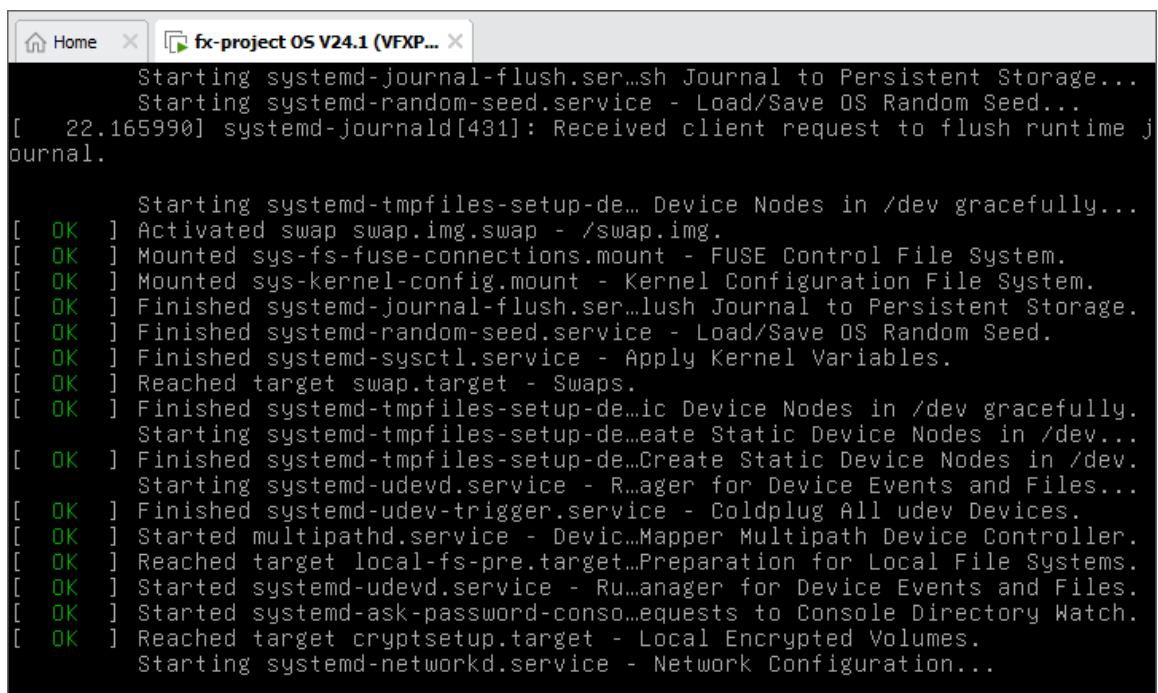 Home
fx-project OS V24.1 (VFXP...
Starting systemd-journal-flush.ser…sh Journal to Persistent Storage...
Starting systemd-random-seed.service - Load/Save OS Random Seed...
[   22.165990] systemd-journald[431]: Received client request to flush runtime j
ournal.
Starting systemd-tmpfiles-setup-de… Device Nodes in /dev gracefully...
[  OK  ] Activated swap swap.img.swap - /swap.img.
[  OK  ] Mounted sys-fs-fuse-connections.mount - FUSE Control File System.
[  OK  ] Mounted sys-kernel-config.mount - Kernel Configuration File System.
[  OK  ] Finished systemd-journal-flush.ser…lush Journal to Persistent Storage.
[  OK  ] Finished systemd-random-seed.service - Load/Save OS Random Seed.
[  OK  ] Finished systemd-sysctl.service - Apply Kernel Variables.
[  OK  ] Reached target swap.target - Swaps.
[  OK  ] Finished systemd-tmpfiles-setup-de…ic Device Nodes in /dev gracefully.
Starting systemd-tmpfiles-setup-de…eate Static Device Nodes in /dev...
[  OK  ] Finished systemd-tmpfiles-setup-de…Create Static Device Nodes in /dev.
Starting systemd-udevd.service - R…ager for Device Events and Files...
[  OK  ] Finished systemd-udev-trigger.service - Coldplug All udev Devices.
[  OK  ] Started multipathd.service - Devic…Mapper Multipath Device Controller.
[  OK  ] Reached target local-fs-pre.target…Preparation for Local File Systems.
[  OK  ] Started systemd-udevd.service - Ru…anager for Device Events and Files.
[  OK  ] Started systemd-ask-password-conso…equests to Console Directory Watch.
[  OK  ] Reached target cryptsetup.target - Local Encrypted Volumes.
Starting systemd-networkd.service - Network Configuration...